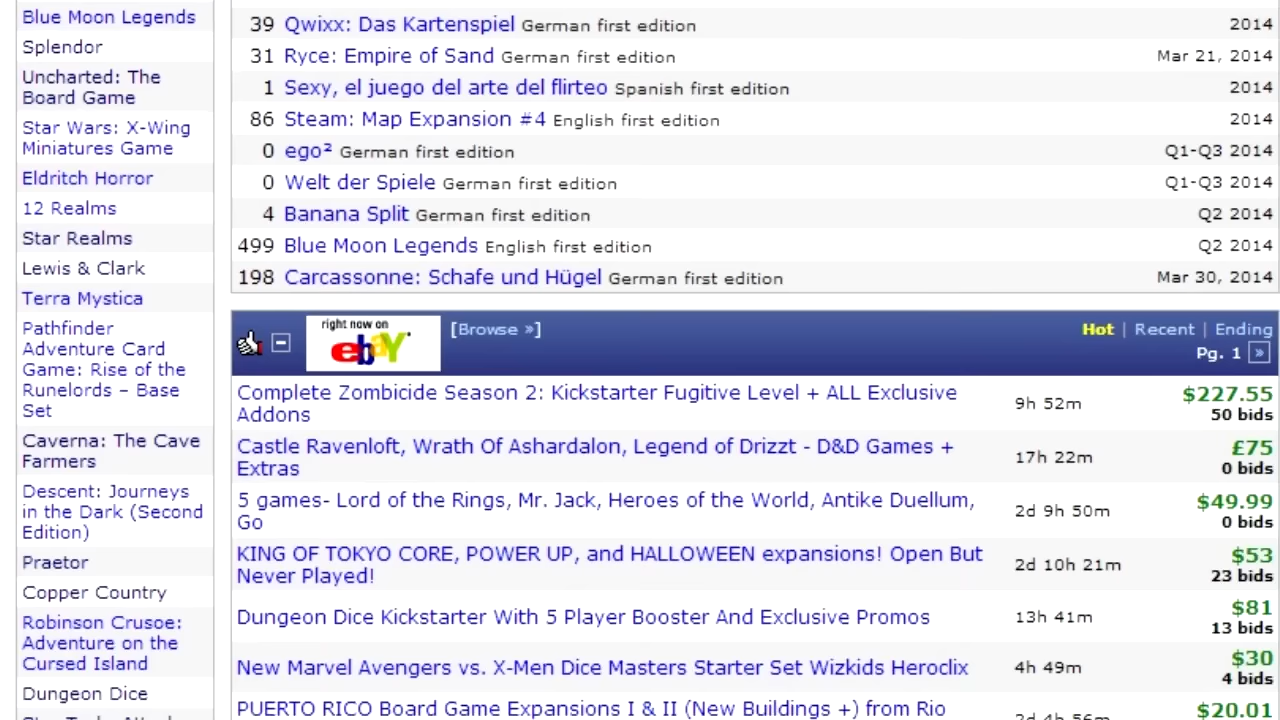 Blue Moon Legends
Splendor
Uncharted: The
Board Game
Star Wars: X-Wing
Miniatures Game
Eldritch Horror
12 Realms
Star Realms
Lewis & Clark
Terra Mystica
Pathfinder
Adventure Card
Game: Rise of the
Runelords – Base
Set
Caverna: The Cave
Farmers
Descent: Journeys
in the Dark (Second
Edition)
Praetor
Copper Country
Robinson Crusoe:
Adventure on the
Cursed Island
Dungeon Dice
39 Qwixx: Das Kartenspiel German first edition 2014
31 Ryce: Empire of Sand German first edition Mar 21, 2014
1 Sexy, el juego del arte del flirteo Spanish first edition 2014
86 Steam: Map Expansion #4 English first edition 2014
0 ego² German first edition Q1-Q3 2014
0 Welt der Spiele German first edition Q1-Q3 2014
4 Banana Split German first edition Q2 2014
499 Blue Moon Legends English first edition Q2 2014
198 Carcassonne: Schafe und Hügel German first edition Mar 30, 2014
right now on
ebaY
[Browse »]
Hot | Recent | Ending
Pg. 1 »
Complete Zombicide Season 2: Kickstarter Fugitive Level + ALL Exclusive
Addons
9h 52m
$227.55
50 bids
Castle Ravenloft, Wrath Of Ashardalon, Legend of Drizzt - D&D Games +
Extras
17h 22m
£75
0 bids
5 games- Lord of the Rings, Mr. Jack, Heroes of the World, Antike Duellum,
Go
2d 9h 50m
$49.99
0 bids
KING OF TOKYO CORE, POWER UP, and HALLOWEEN expansions! Open But
Never Played!
2d 10h 21m
$53
23 bids
Dungeon Dice Kickstarter With 5 Player Booster And Exclusive Promos
13h 41m
$81
13 bids
New Marvel Avengers vs. X-Men Dice Masters Starter Set Wizkids Heroclix
4h 49m
$30
4 bids
PUERTO RICO Board Game Expansions I & II (New Buildings +) from Rio
2d 4h 56m
$20.01